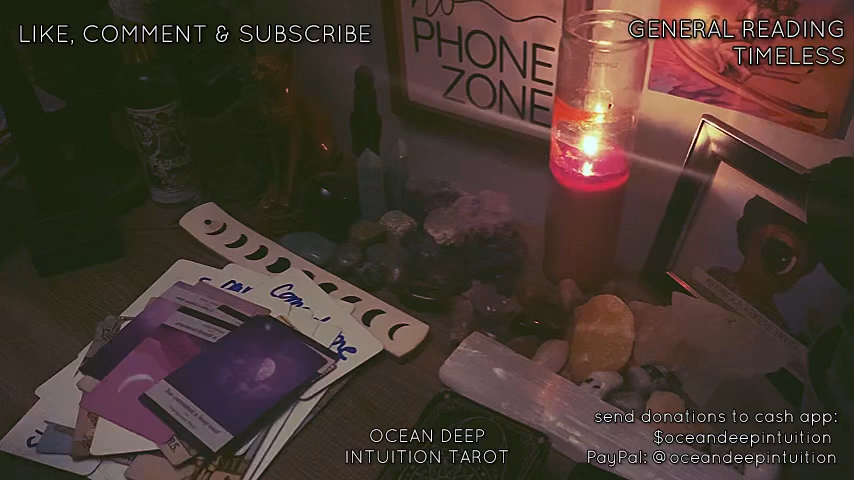 LIKE, COMMENT & SUBSCRIBE
GENERAL READING
TIMELESS
no
PHONE
ZONE
OCEAN DEEP
INTUITION TAROT
send donations to cash app:
$oceandeepintuition
PayPal: @oceandeepintuition